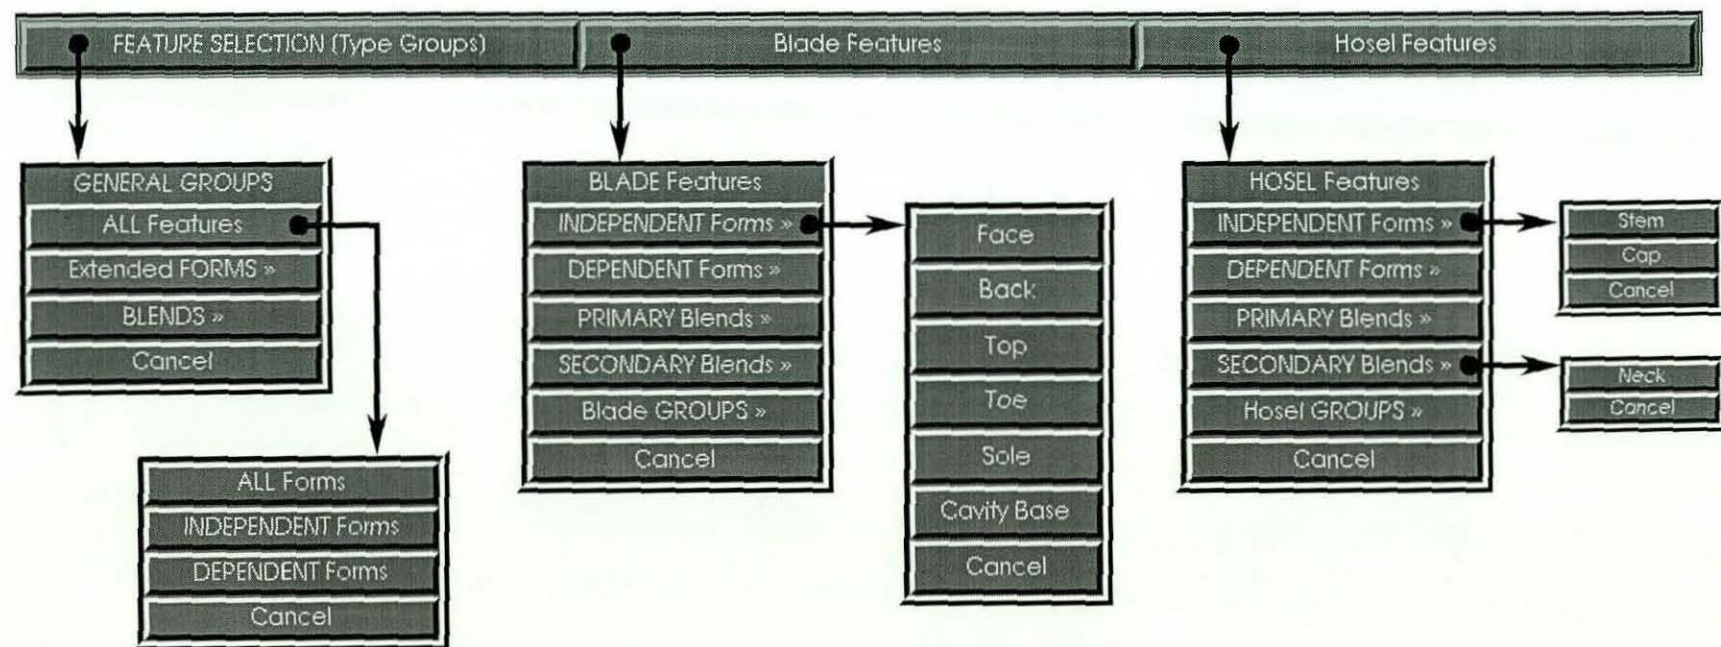 FEATURE SELECTION (Type Groups)
Blade Features
Hosel Features
GENERAL GROUPS
ALL Features
Extended FORMS »
BLENDS »
Cancel
ALL Forms
INDEPENDENT Forms
DEPENDENT Forms
Cancel
BLADE Features
INDEPENDENT Forms »
DEPENDENT Forms »
PRIMARY Blends »
SECONDARY Blends »
Blade GROUPS »
Cancel
Face
Back
Top
Toe
Sole
Cavity Base
Cancel
HOSEL Features
INDEPENDENT Forms »
DEPENDENT Forms »
PRIMARY Blends »
SECONDARY Blends »
Hosel GROUPS »
Cancel
Stem
Cap
Cancel
Neck
Cancel